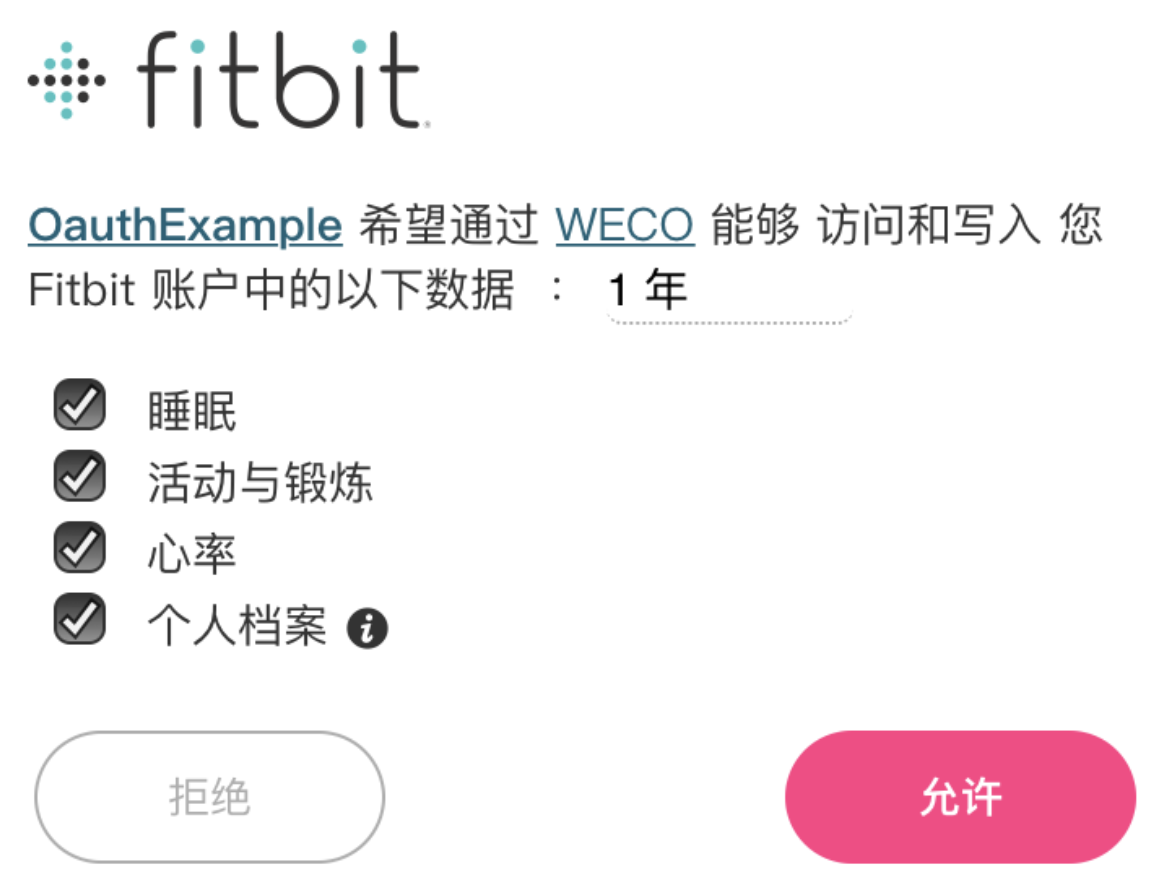 fitbit
OauthExample 希望通过 WECO 能够 访问和写入 您
Fitbit 账户中的以下数据 : 1 年
睡眠
活动与锻炼
心率
个人档案 i
拒绝
允许